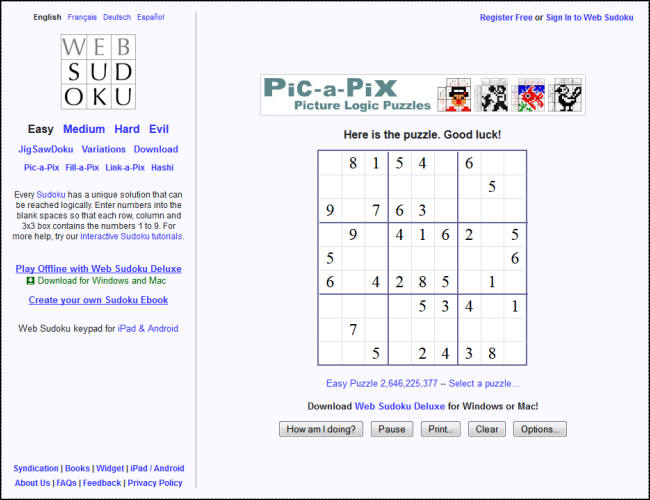 English Français Deutsch Español
WEB
SUD
OKU
Easy Medium Hard Evil
JigSawDoku Variations Download
Pic-a-Pix Fill-a-Pix Link-a-Pix Hashi
Every Sudoku has a unique solution that can
be reached logically. Enter numbers into the
blank spaces so that each row, column and
3x3 box contains the numbers 1 to 9. For
more help, try our interactive Sudoku tutorials.
Play Offline with Web Sudoku Deluxe
Download for Windows and Mac
Create your own Sudoku Ebook
Web Sudoku keypad for iPad & Android
Syndication | Books | Widget | iPad / Android
About Us | FAQs | Feedback | Privacy Policy
Register Free or Sign In to Web Sudoku
PiC-a-PiX
Picture Logic Puzzles
Here is the puzzle. Good luck!
8 1 5 4 6
5
9 7 6 3
9 4 1 6 2 5
5 6
6 4 2 8 5 1
5 3 4 1
7
5 2 4 3 8
Easy Puzzle 2,646,225,377 -- Select a puzzle...
Download Web Sudoku Deluxe for Windows or Mac!
How am I doing? Pause Print... Clear Options...